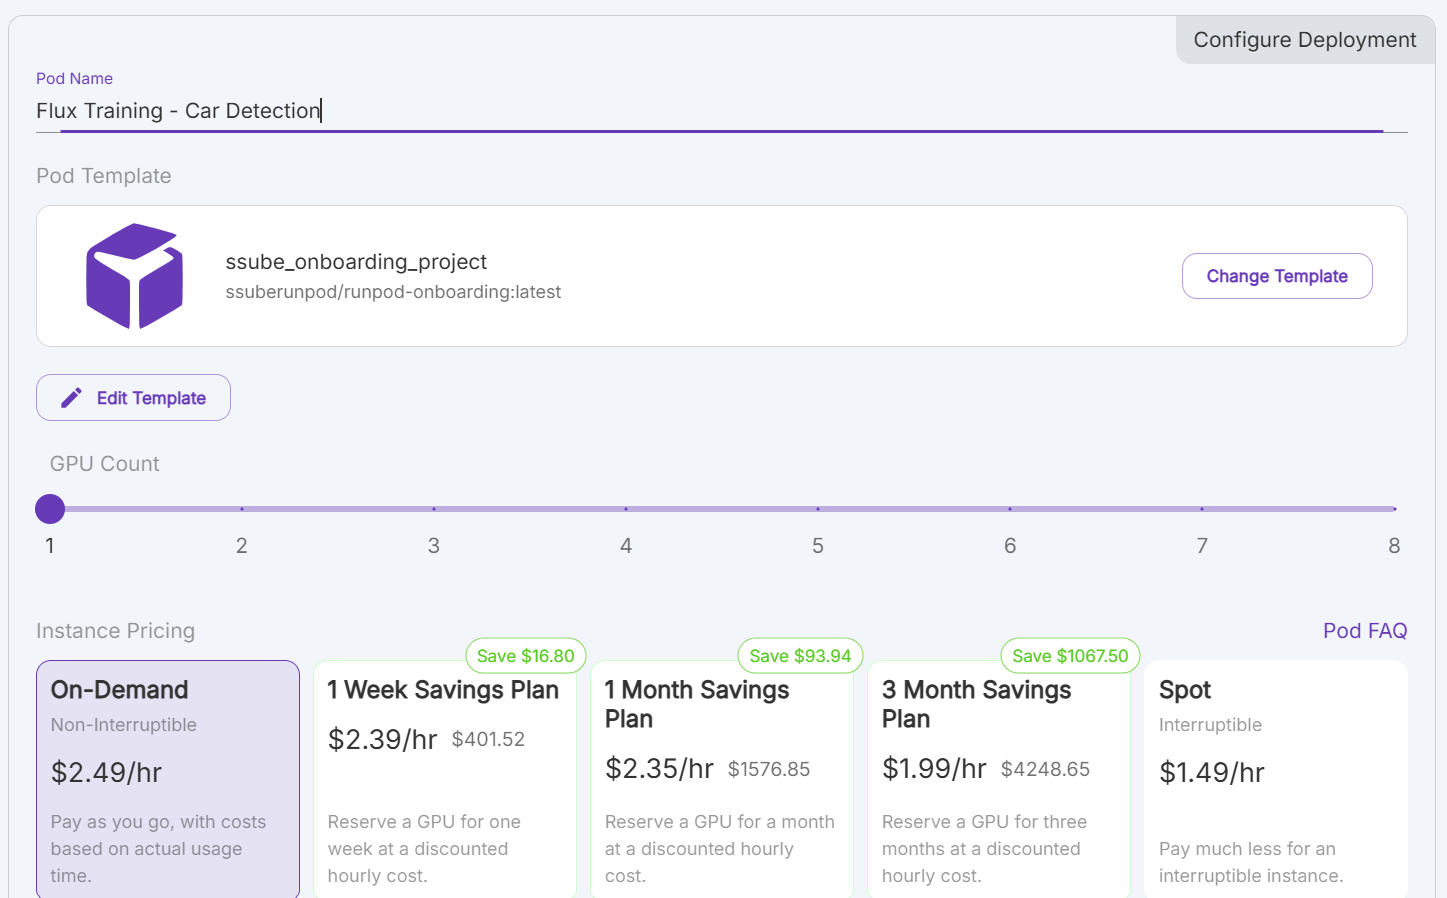 Configure Deployment
Pod Name
Flux Training - Car Detection
Pod Template
ssube_onboarding_project
ssuberunpod/runpod-onboarding:latest
Change Template
Edit Template
GPU Count
1 2 3 4 5 6 7 8
Instance Pricing
Pod FAQ
On-Demand
Non-Interruptible
$2.49/hr
Pay as you go, with costs
based on actual usage
time.
Save $16.80
1 Week Savings Plan
$2.39/hr $401.52
Reserve a GPU for one
week at a discounted
hourly cost.
Save $93.94
1 Month Savings
Plan
$2.35/hr $1576.85
Reserve a GPU for a month
at a discounted hourly
cost.
Save $1067.50
3 Month Savings
Plan
$1.99/hr $4248.65
Reserve a GPU for three
months at a discounted
hourly cost.
Spot
Interruptible
$1.49/hr
Pay much less for an
interruptible instance.